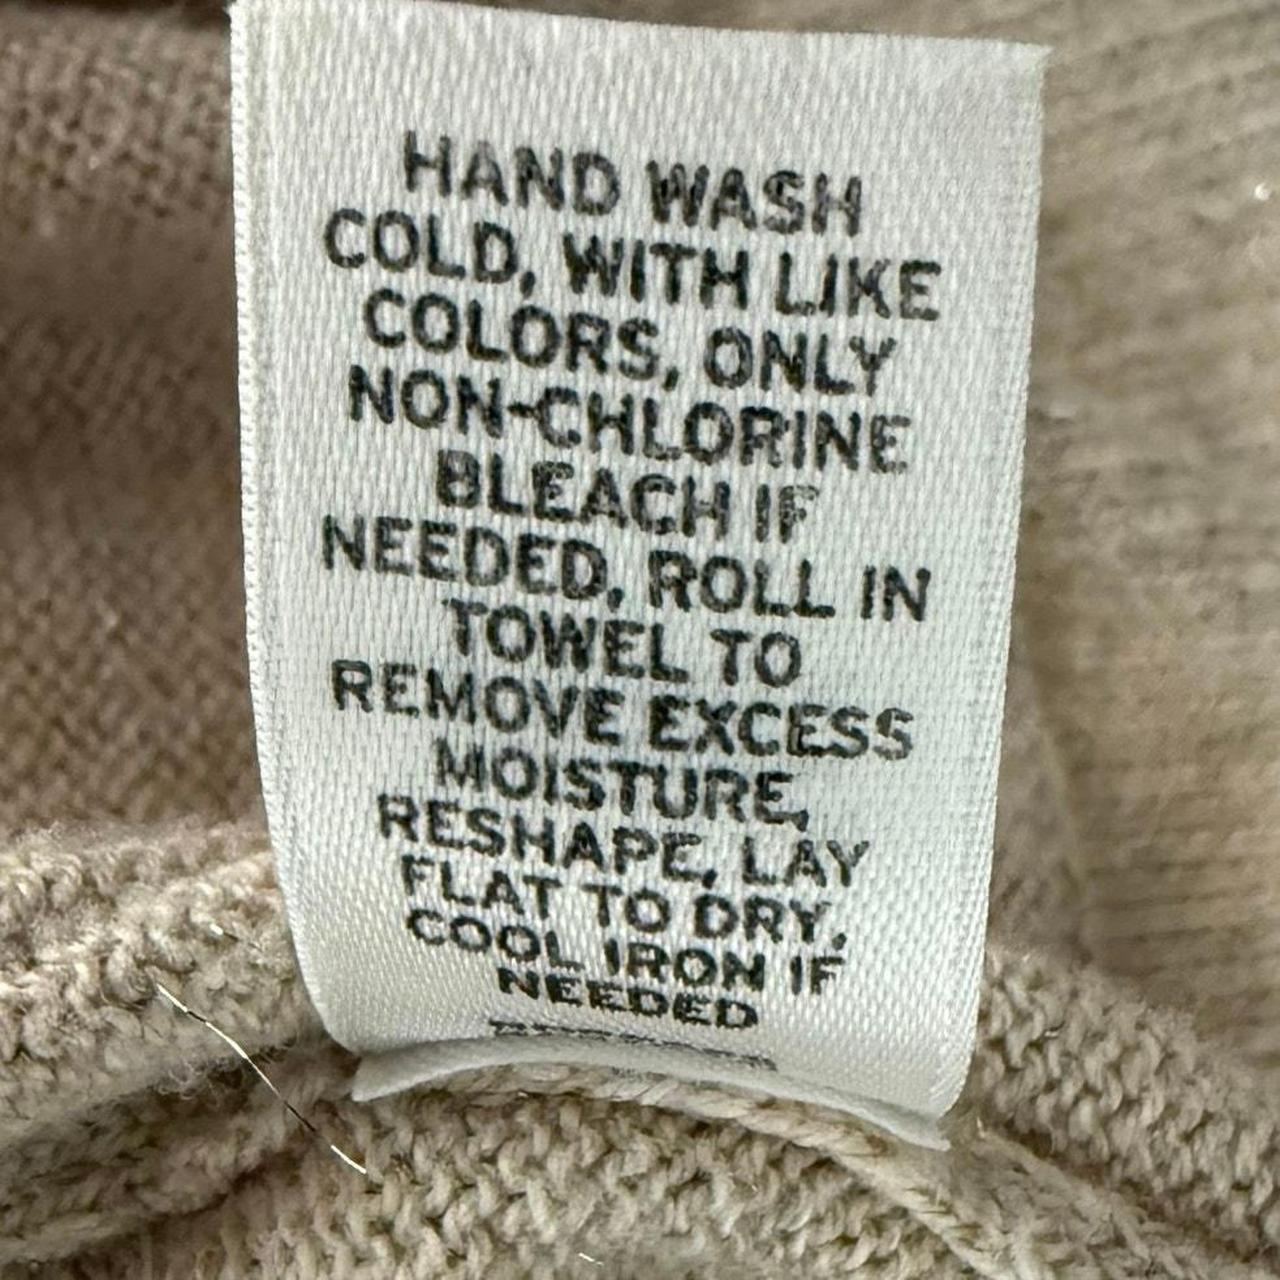 HAND WASH
COLD, WITH LIKE
COLORS, ONLY
NON-CHLORINE
BLEACH IF
NEEDED, ROLL IN
TOWEL TO
REMOVE EXCESS
MOISTURE,
RESHAPE, LAY
FLAT TO DRY,
COOL IRON IF
NEEDED